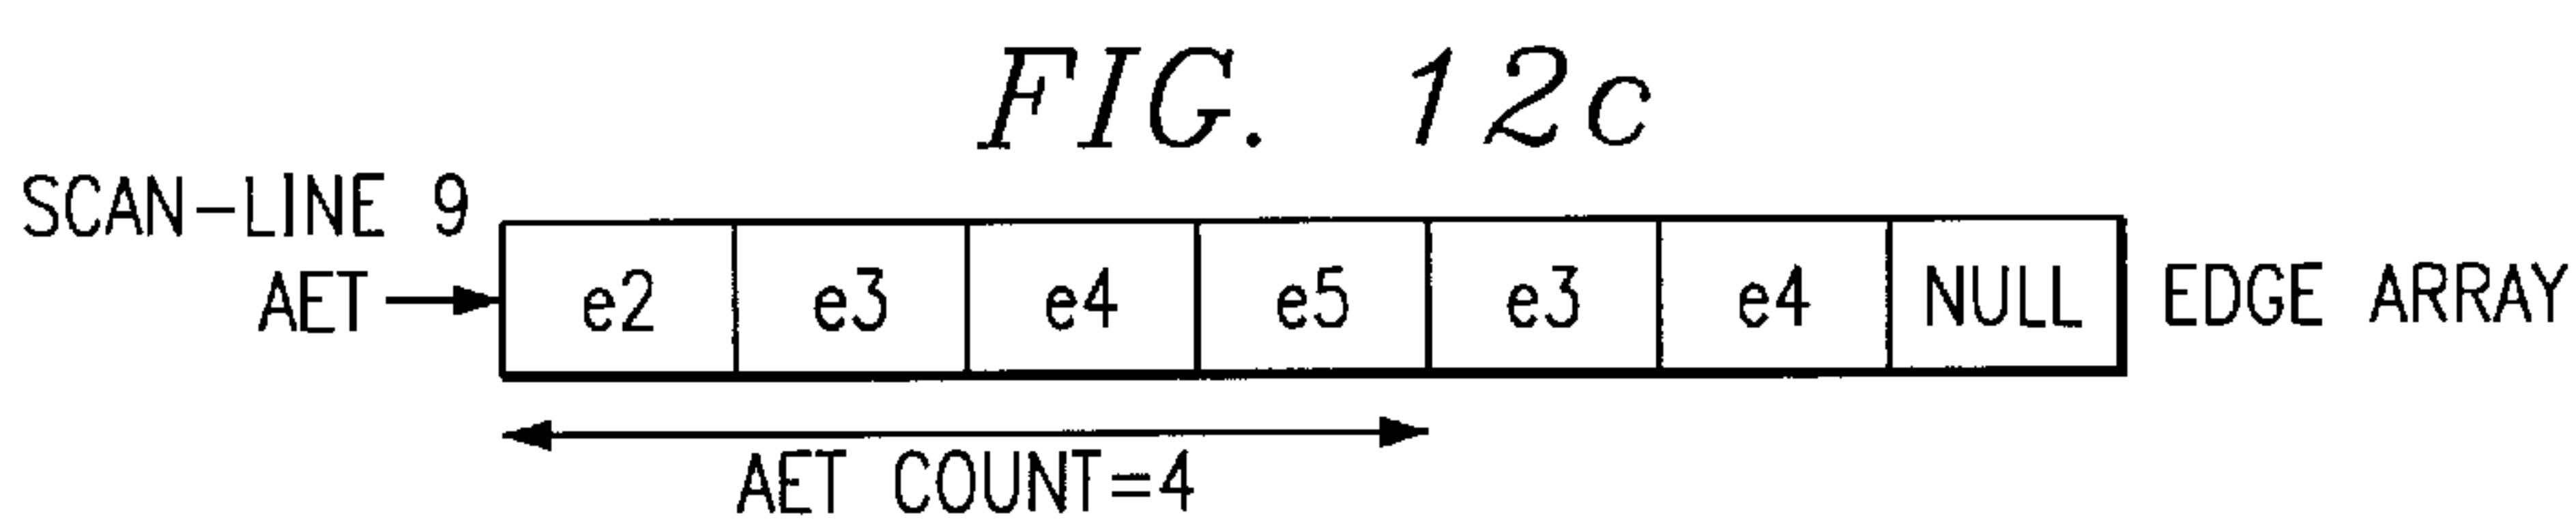 FIG. 12c
SCAN-LINE 9
AET e2 e3 e4 e5 e3 e4 NULL EDGE ARRAY
AET COUNT=4